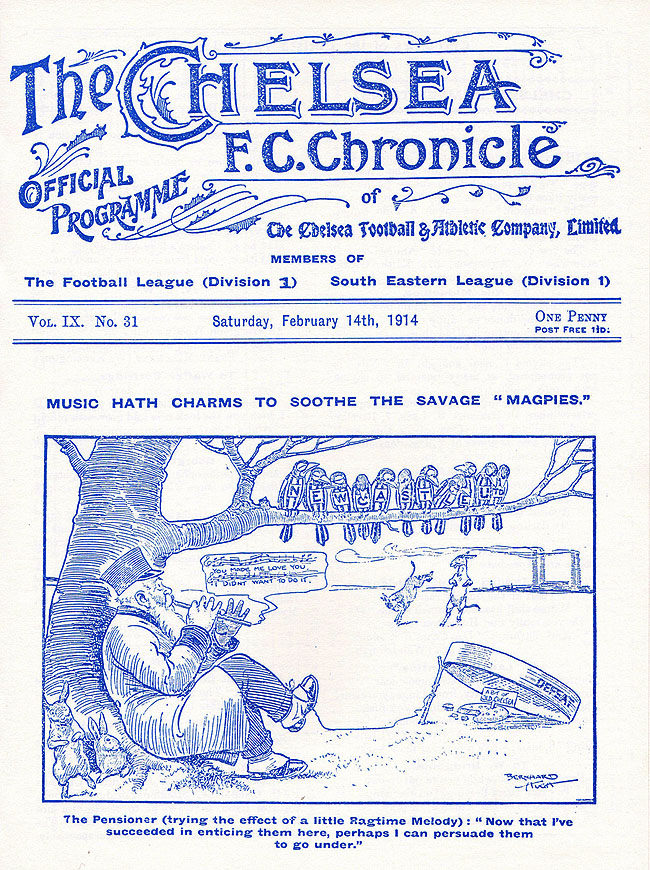 The CHELSEA
F.C. Chronicle
OFFICIAL
PROGRAMME
of
The Chelsea Football & Athletic Company, Limited.
MEMBERS OF
The Football League (Division 1) South Eastern League (Division 1)
VOL. IX. No. 31 Saturday, February 14th, 1914 ONE PENNY
POST FREE 1½D.
MUSIC HATH CHARMS TO SOOTHE THE SAVAGE "MAGPIES."
NEWCASTLE UTD
YOU MADE ME LOVE YOU
I DIDNT WANT TO DO IT.
DEFEAT
OLD CHELSEA
BERNHARD
The Pensioner (trying the effect of a little Ragtime Melody): "Now that I've
succeeded in enticing them here, perhaps I can persuade them
to go under."